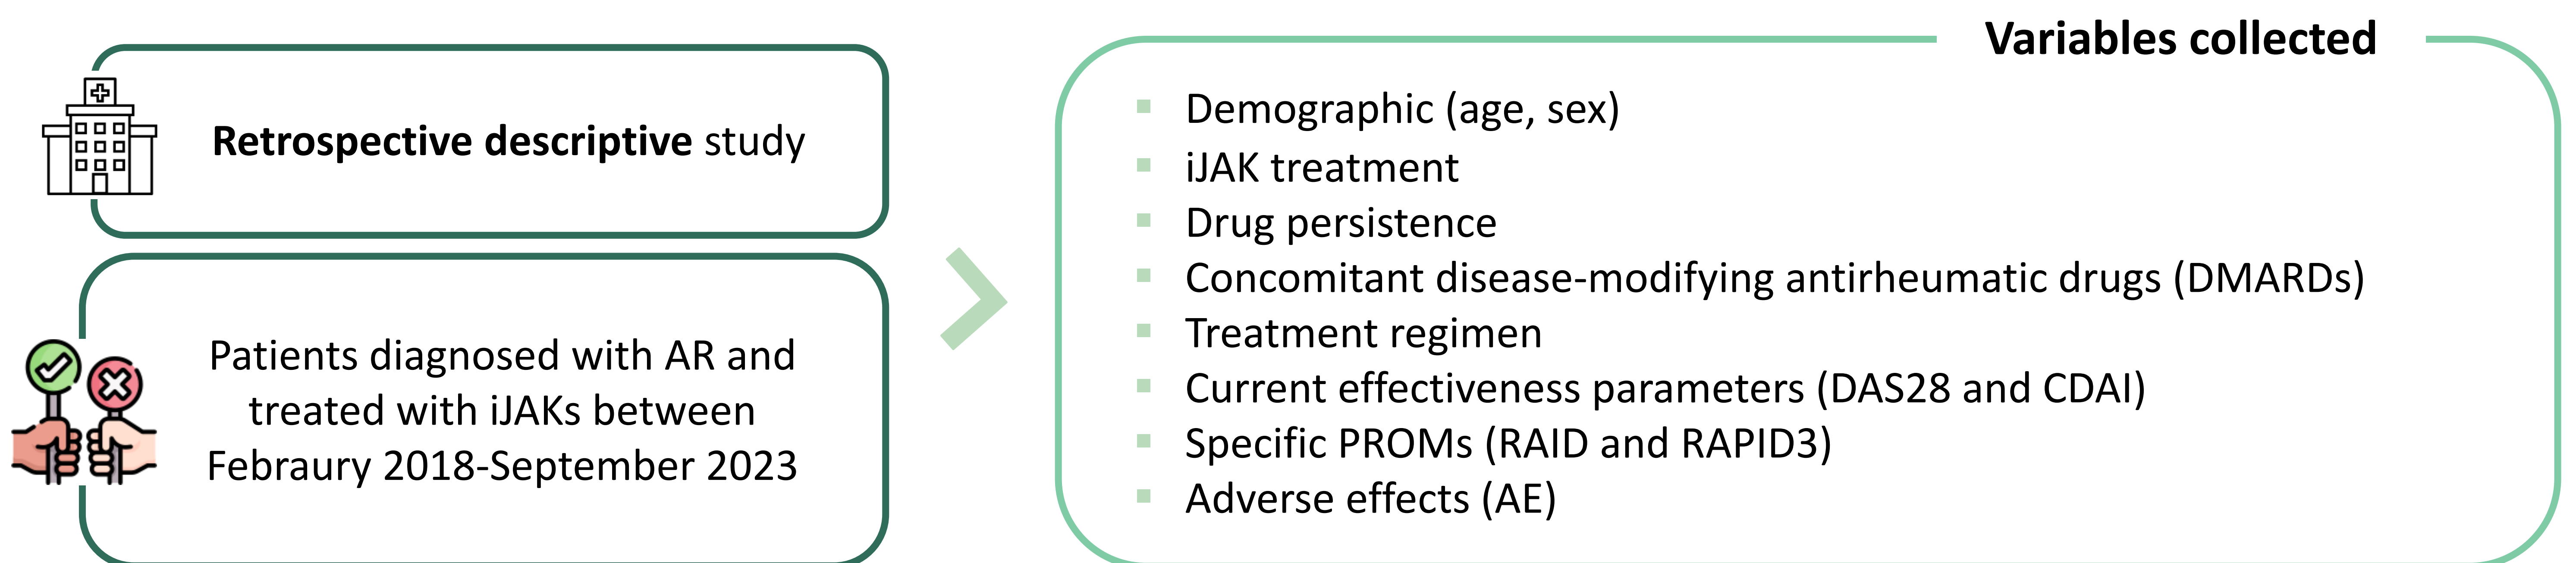 Retrospective descriptive study
Patients diagnosed with AR and
treated with iJAKs between
Febraury 2018-September 2023
Variables collected
Demographic (age, sex)
iJAK treatment
Drug persistence
Concomitant disease-modifying antirheumatic drugs (DMARDs)
Treatment regimen
Current effectiveness parameters (DAS28 and CDAI)
Specific PROMs (RAID and RAPID3)
Adverse effects (AE)